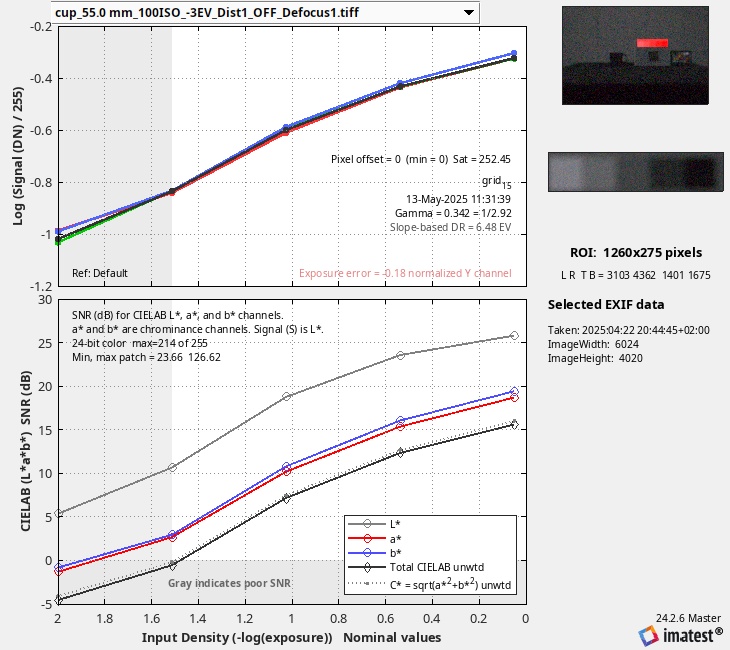 cup_55.0 mm_100ISO_-3EV_Dist1_OFF_Defocus1.tiff
-0.2
-0.4
-0.6
-0.8
-1
-1.2
Log (Signal (DN) / 255)
Pixel offset = 0 (min = 0) Sat = 252.45
grid_15
13-May-2025 11:31:39
Gamma = 0.342 = 1/2.92
Slope-based DR = 6.48 EV
Ref: Default
Exposure error = -0.18 normalized Y channel
30
25
20
15
10
5
0
-5
CIELAB (L*a*b*) SNR (dB)
SNR (dB) for CIELAB L*, a*, and b* channels.
a* and b* are chrominance channels. Signal (S) is L*.
24-bit color max=214 of 255
Min, max patch = 23.66 126.62
L*
a*
b*
Total CIELAB unwtd
C* = sqrt(a*²+b*²) unwtd
Gray indicates poor SNR
2 1.8 1.6 1.4 1.2 1 0.8 0.6 0.4 0.2 0
Input Density (-log(exposure)) Nominal values
ROI: 1260x275 pixels
L R T B = 3103 4362 1401 1675
Selected EXIF data
Taken: 2025:04:22 20:44:45+02:00
ImageWidth: 6024
ImageHeight: 4020
24.2.6 Master
imatest®